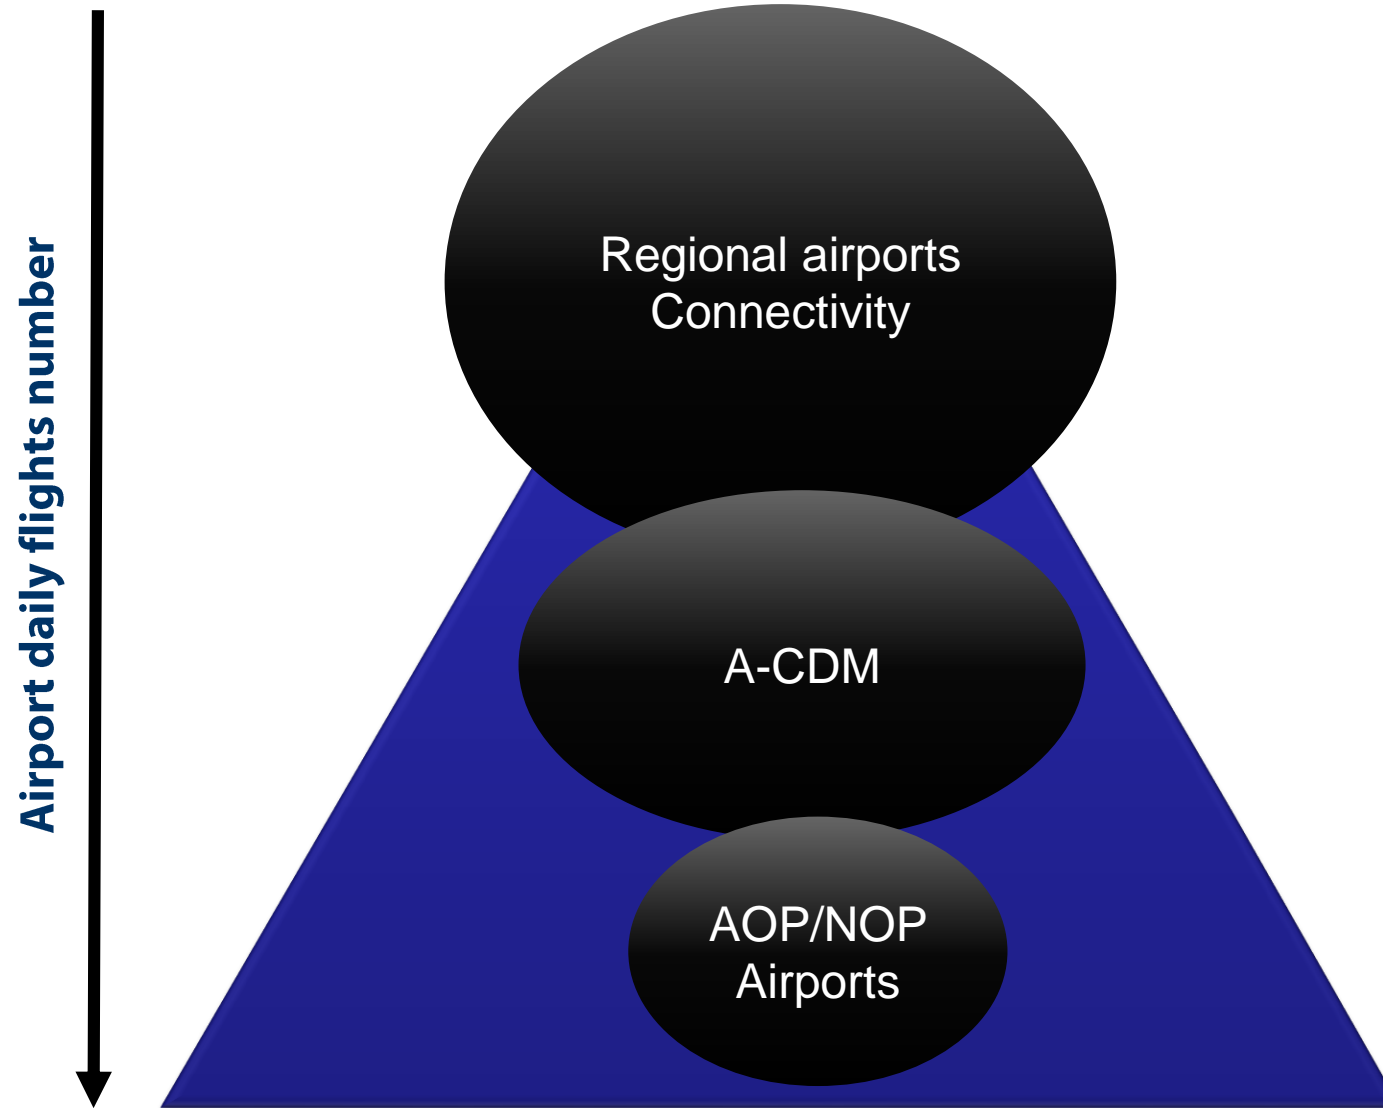 Airport daily flights number
Regional airports
Connectivity
A-CDM
AOP/NOP
Airports